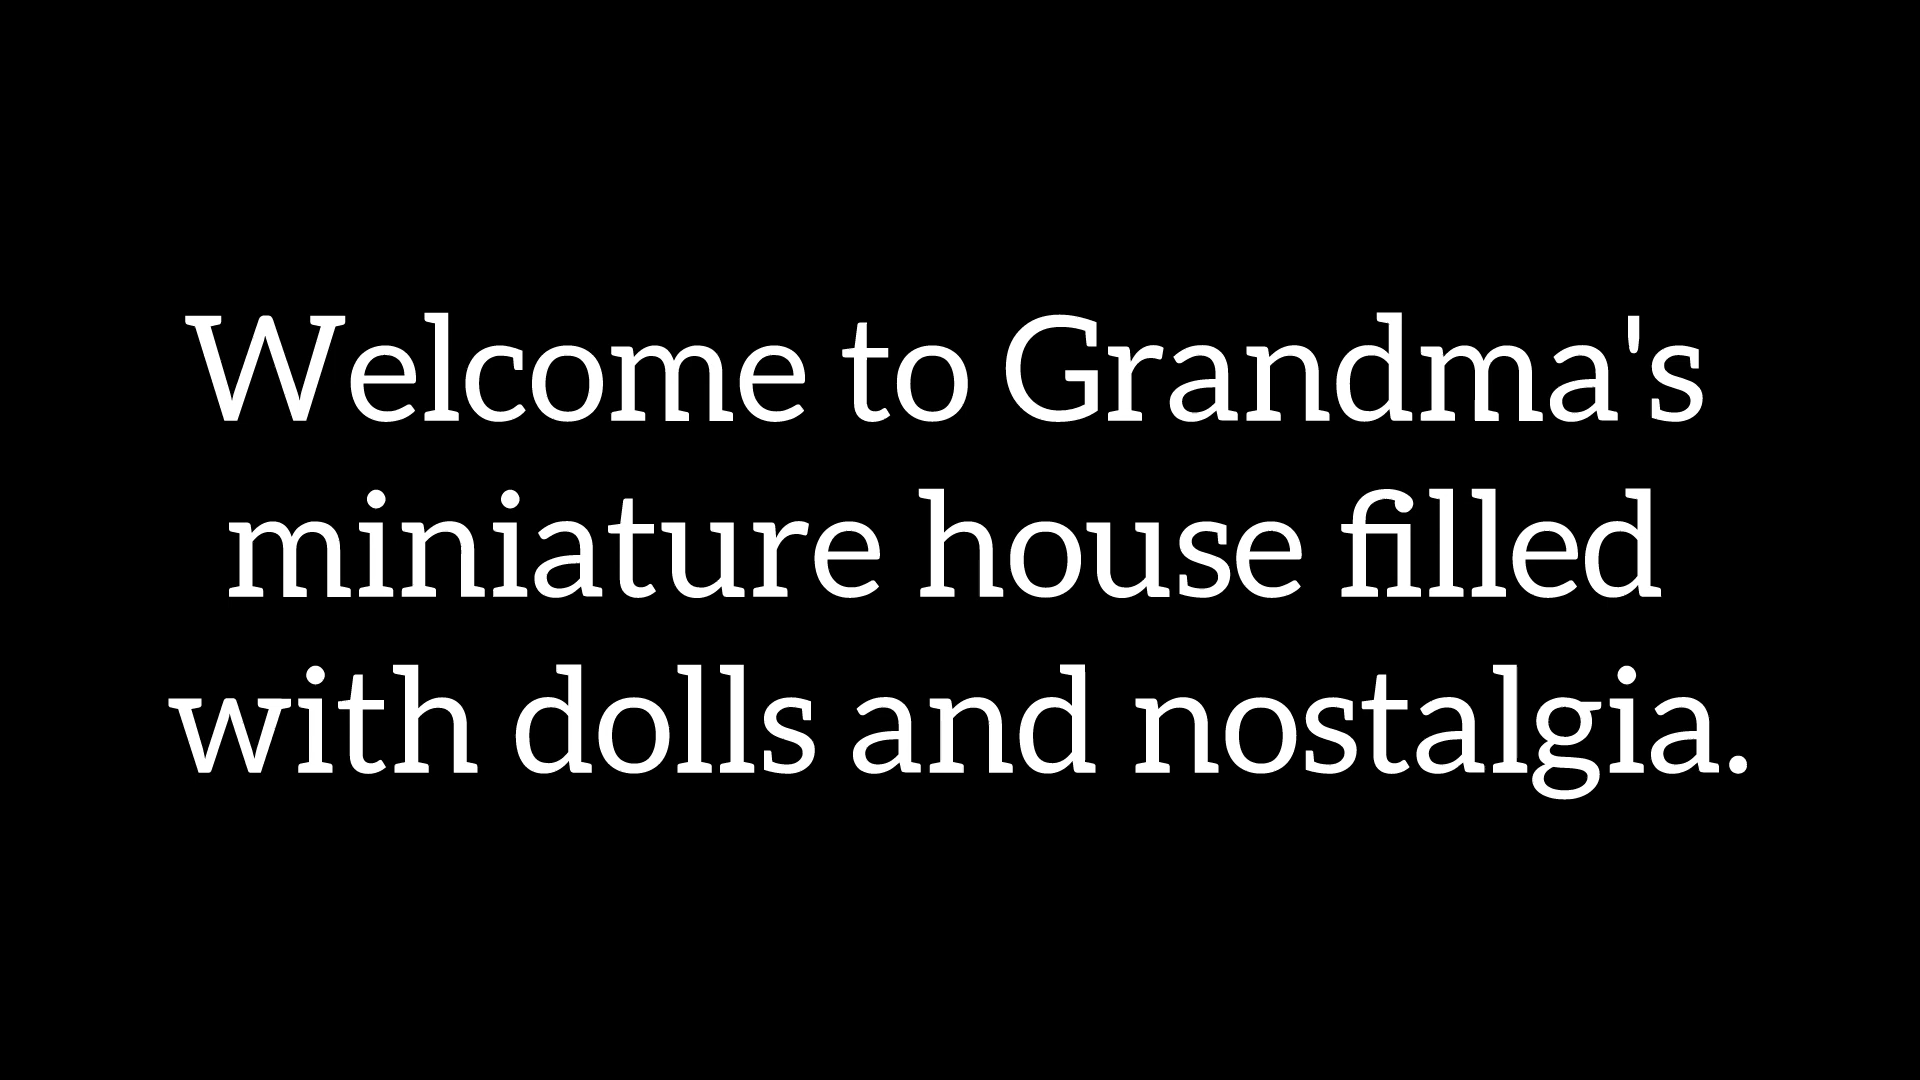 Welcome to Grandma's
miniature house filled
with dolls and nostalgia.